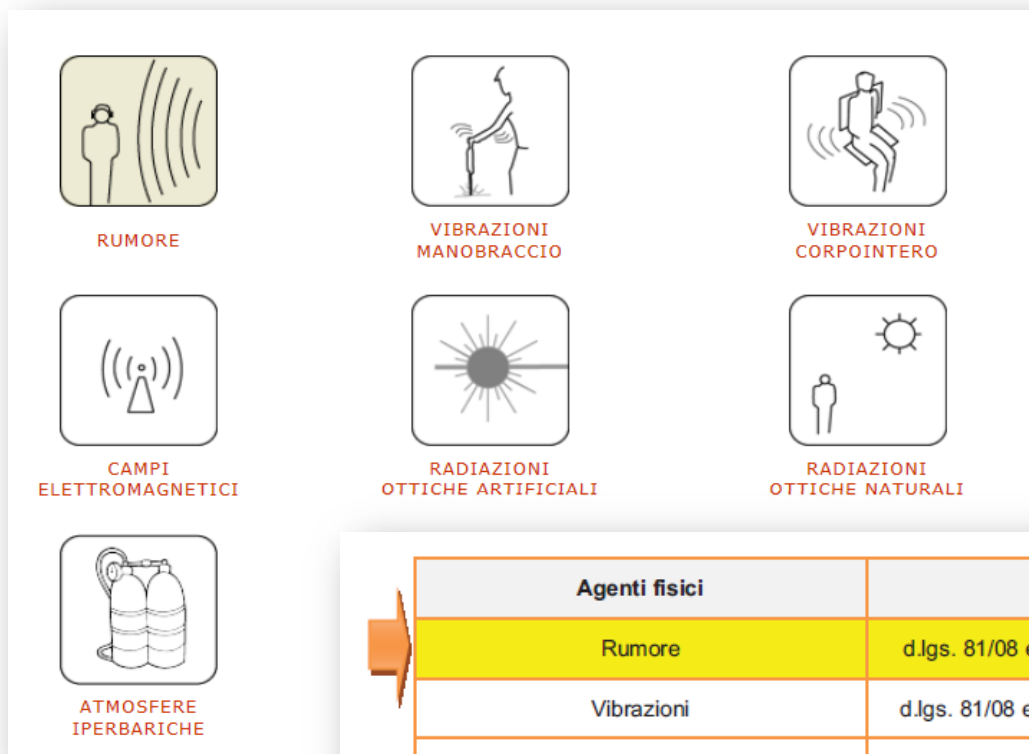 RUMORE
VIBRAZIONI
MANOBRACCIO
VIBRAZIONI
CORPOINTERO
CAMPI
ELETTROMAGNETICI
RADIAZIONI
OTTICHE ARTIFICIALI
RADIAZIONI
OTTICHE NATURALI
ATMOSFERE
IPERBARICHE
Agenti fisici
Rumore
d.lgs. 81/08 e
Vibrazioni
d.lgs. 81/08 e